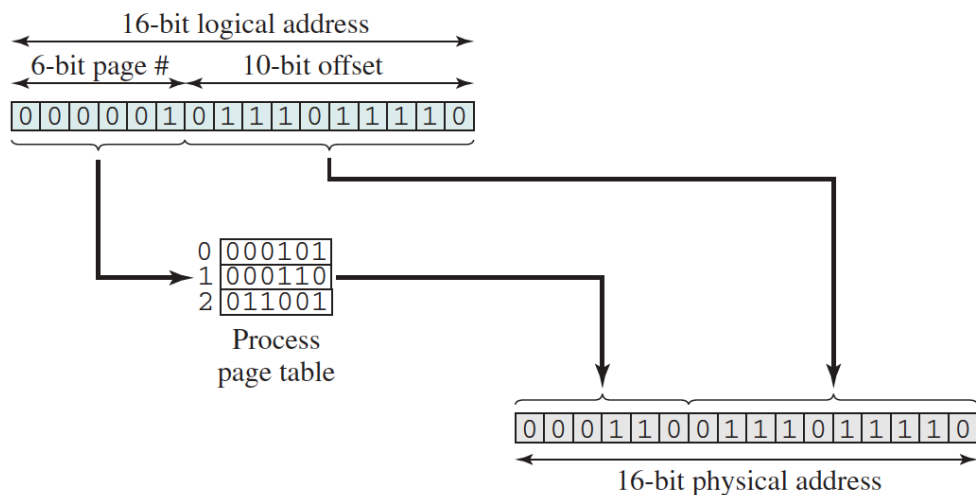 16-bit logical address
6-bit page # 10-bit offset
0 0 0 0 0 1 0 1 1 1 0 1 1 1 1 0
0 000101
1 000110
2 011001
Process
page table
0 0 0 1 1 0 0 1 1 1 0 1 1 1 1 0
16-bit physical address